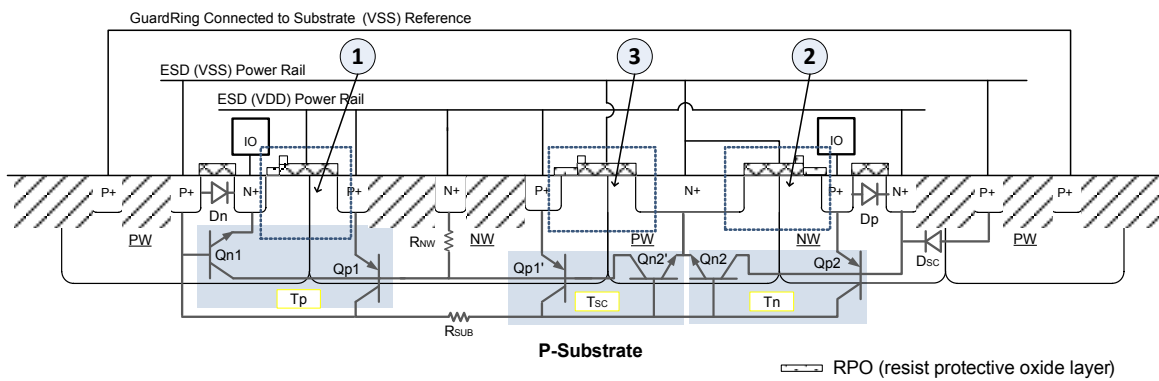 GuardRing Connected to Substrate (VSS) Reference
1
3
2
ESD (VSS) Power Rail
ESD (VDD) Power Rail
IO
IO
P+
P+
N+
P+
N+
P+
N+
P+
N+
P+
P+
Dn
Dp
PW
RNW
NW
PW
NW
DSC
PW
Qn1
Qp1
Qp1'
Qn2'
Qn2
Qp2
Tp
TSC
Tn
RSUB
P-Substrate
RPO (resist protective oxide layer)